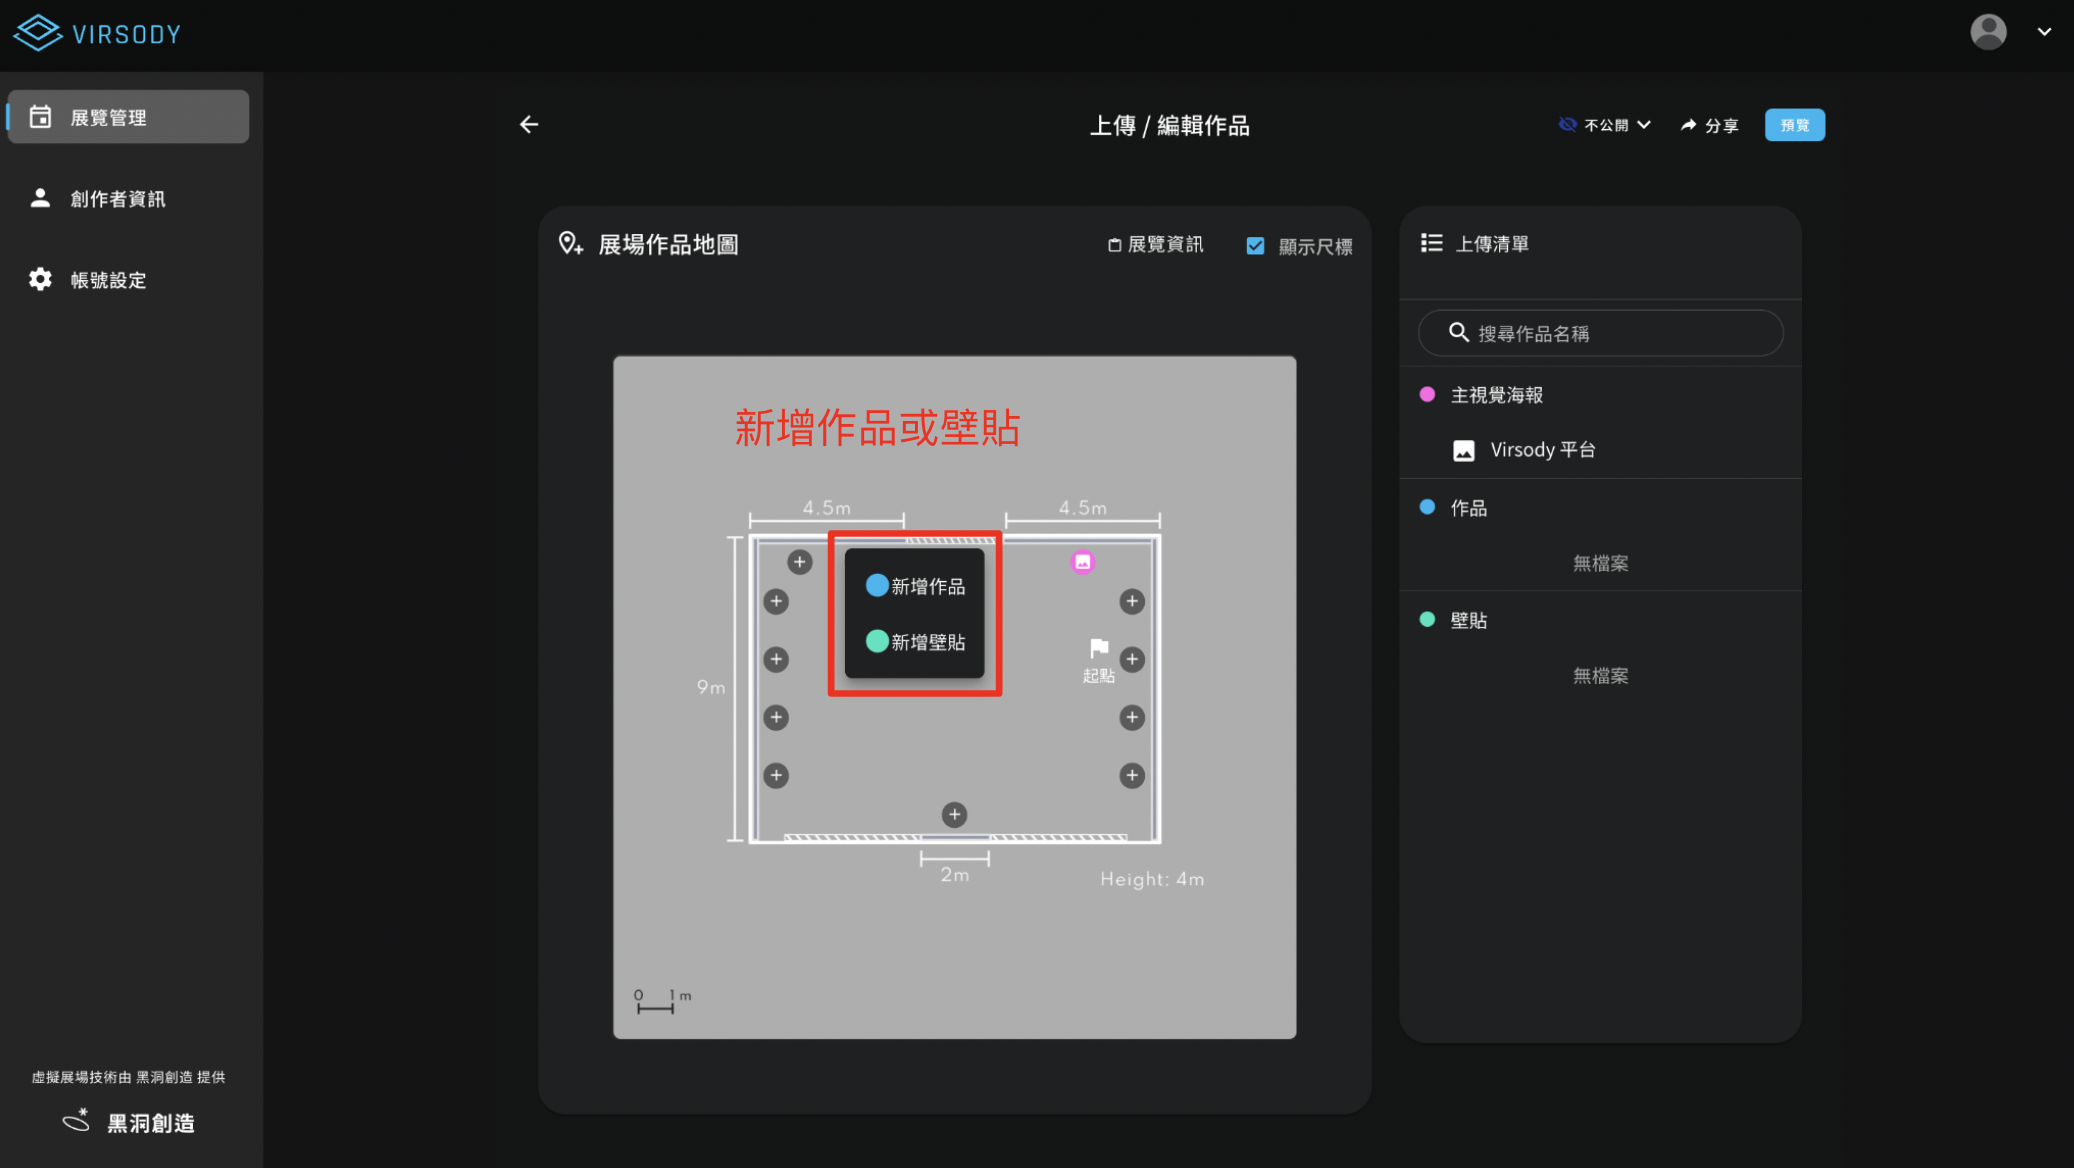 VIRSODY
展覽管理
創作者資訊
帳號設定
虛擬展場技術由 黑洞創造 提供
黑洞創造
上傳 / 編輯作品
不公開
分享
預覽
展場作品地圖
展覽資訊
顯示尺標
新增作品或壁貼
4.5m
4.5m
新增作品
新增壁貼
起點
9m
2m
Height: 4m
0 1 m
上傳清單
搜尋作品名稱
主視覺海報
Virsody 平台
作品
無檔案
壁貼
無檔案